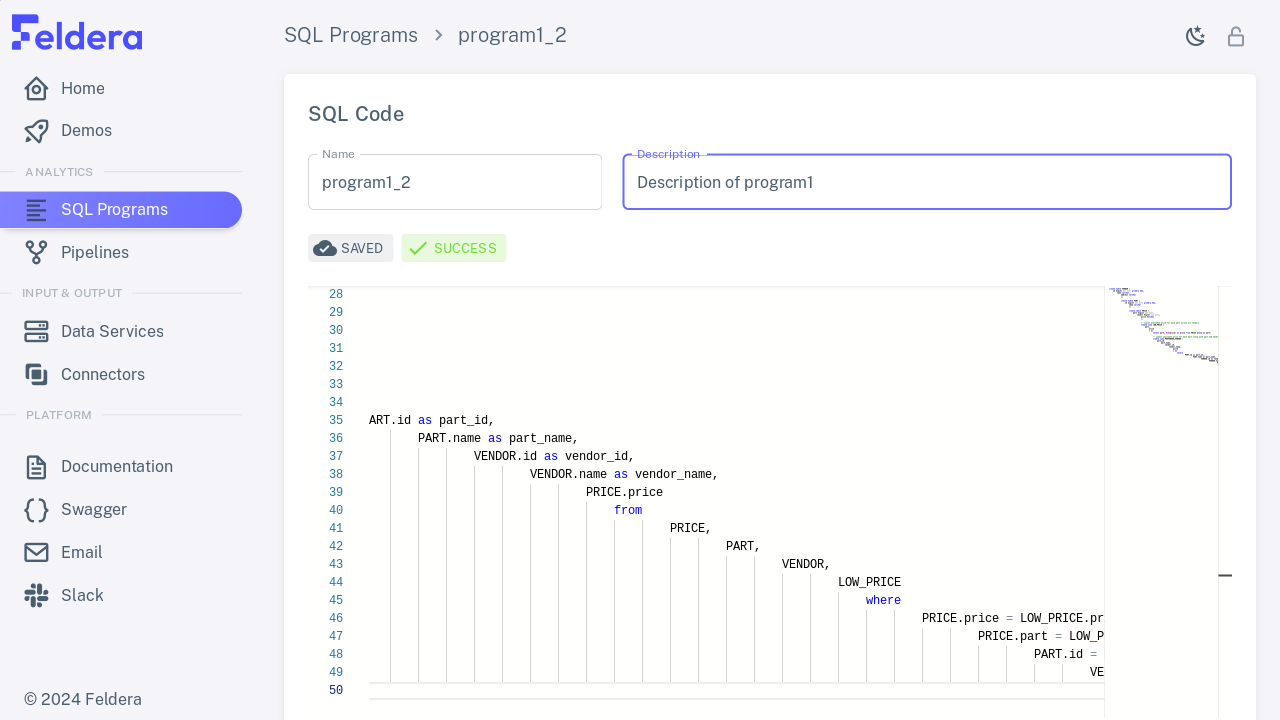 Feldera
SQL Programs > program1_2
Home
Demos
ANALYTICS
SQL Programs
Pipelines
INPUT & OUTPUT
Data Services
Connectors
PLATFORM
Documentation
Swagger
Email
Slack
© 2024 Feldera
SQL Code
Name
program1_2
Description
Description of program1
SAVED
SUCCESS
28
29
30
31
32
33
34
35 ART.id as part_id,
36 PART.name as part_name,
37 VENDOR.id as vendor_id,
38 VENDOR.name as vendor_name,
39 PRICE.price
40 from
41 PRICE,
42 PART,
43 VENDOR,
44 LOW_PRICE
45 where
46 PRICE.price = LOW_PRICE.pr
47 PRICE.part = LOW_P
48 PART.id =
49 VE
50